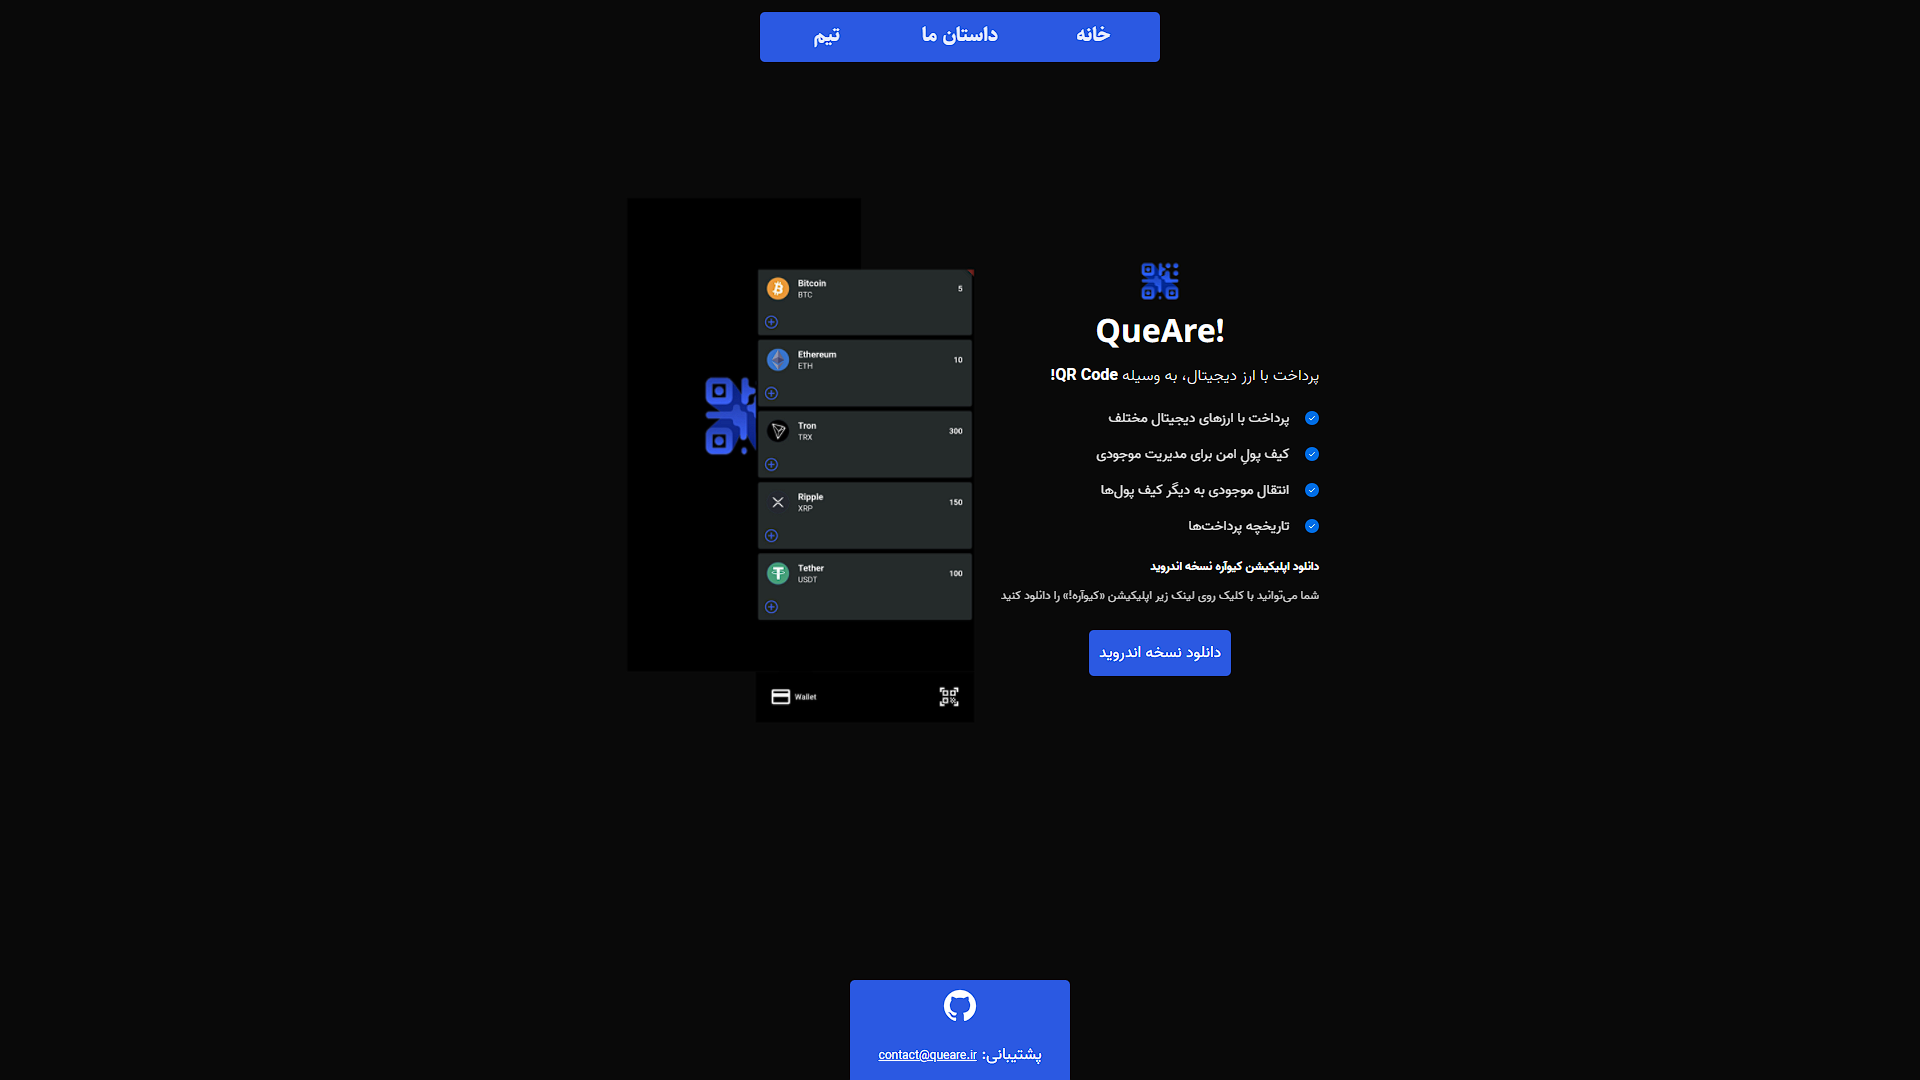 خانه
داستان ما
تیم
Bitcoin
BTC
5
Ethereum
ETH
10
Tron
TRX
300
Ripple
XRP
150
Tether
USDT
100
Wallet
QueAre!
پرداخت با ارز دیجیتال، به وسیله QR Code!
پرداخت با ارزهای دیجیتال مختلف
کیف پولِ امن برای مدیریت موجودی
انتقال موجودی به دیگر کیف پول‌ها
تاریخچه پرداخت‌ها
دانلود اپلیکیشن کیوآره نسخه اندروید
شما می‌توانید با کلیک روی لینک زیر اپلیکیشن «کیوآره!» را دانلود کنید
دانلود نسخه اندروید
پشتیبانی: contact@queare.ir